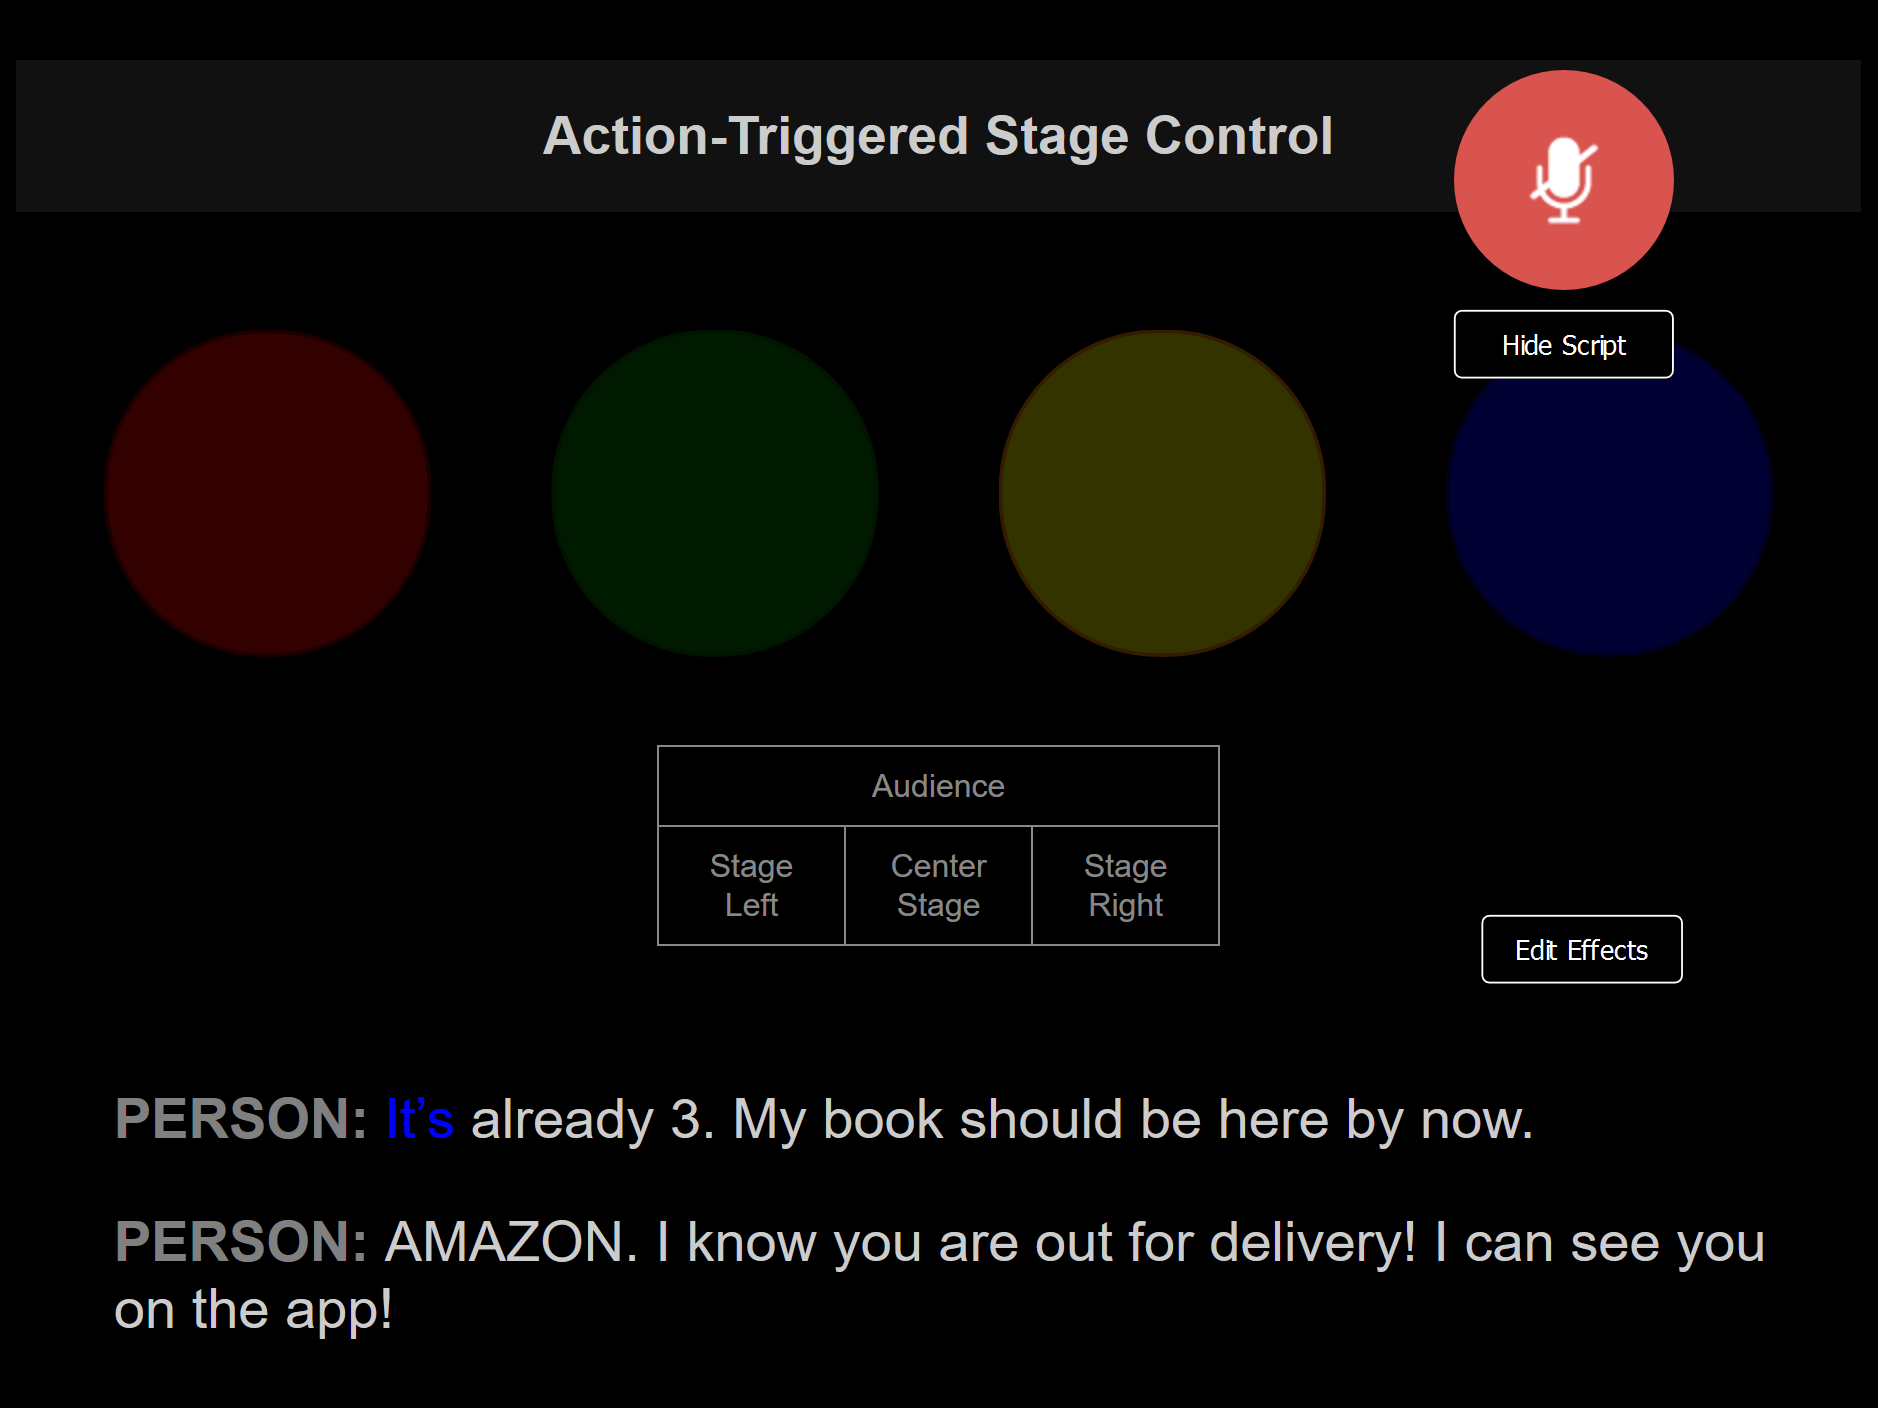 Action-Triggered Stage Control
Hide Script
Audience
Stage
Left
Center
Stage
Stage
Right
Edit Effects
PERSON: It’s already 3. My book should be here by now.
PERSON: AMAZON. I know you are out for delivery! I can see you
on the app!